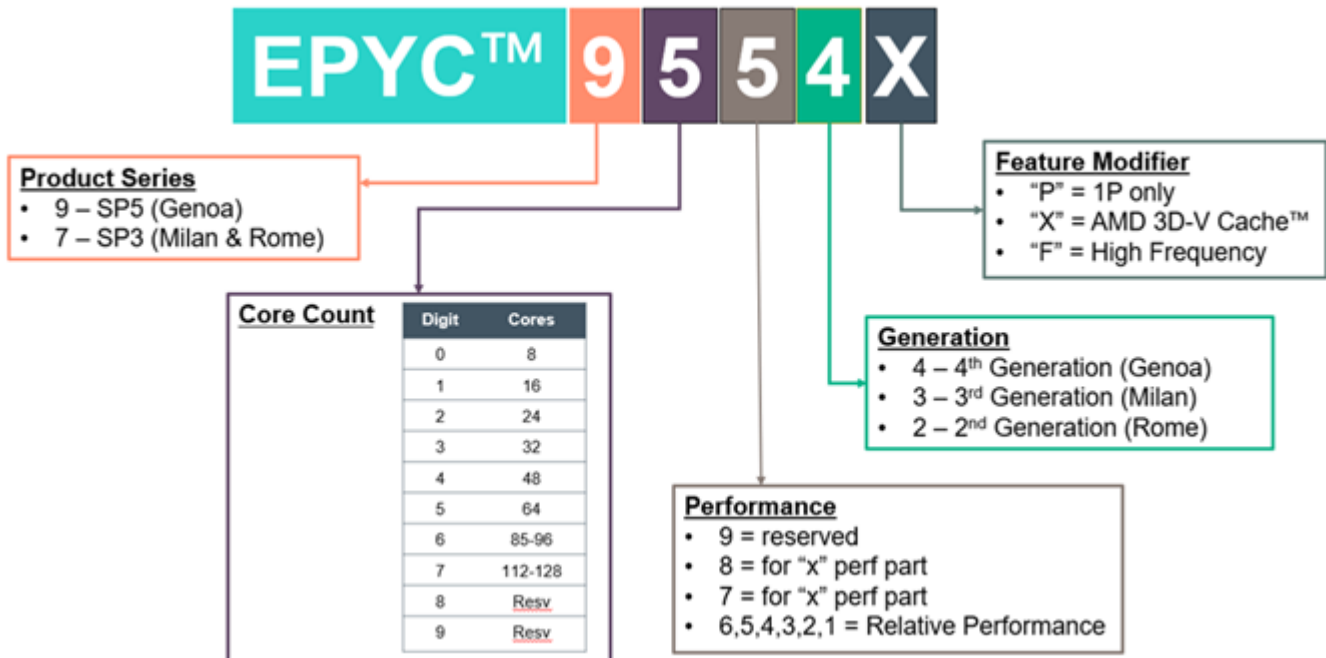 EPYC™ 9 5 5 4 X
Product Series
• 9 – SP5 (Genoa)
• 7 – SP3 (Milan & Rome)
Feature Modifier
• “P” = 1P only
• “X” = AMD 3D-V Cache™
• “F” = High Frequency
Core Count
Digit Cores
0 8
1 16
2 24
3 32
4 48
5 64
6 85-96
7 112-128
8 Resv
9 Resv
Generation
• 4 – 4th Generation (Genoa)
• 3 – 3rd Generation (Milan)
• 2 – 2nd Generation (Rome)
Performance
• 9 = reserved
• 8 = for “x” perf part
• 7 = for “x” perf part
• 6,5,4,3,2,1 = Relative Performance